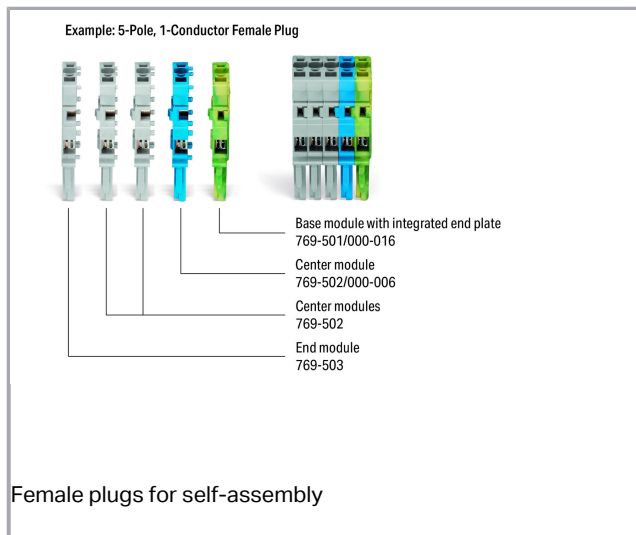 Example: 5-Pole, 1-Conductor Female Plug
Base module with integrated end plate
769-501/000-016
Center module
769-502/000-006
Center modules
769-502
End module
769-503
Female plugs for self-assembly